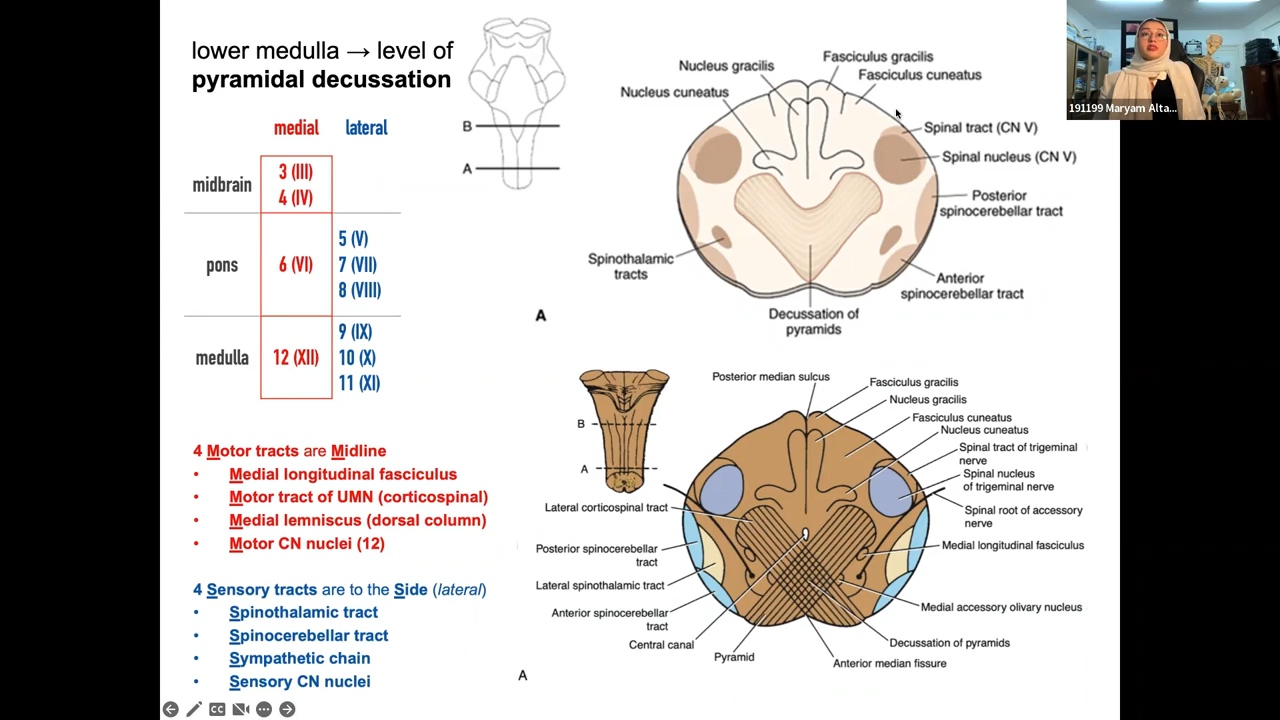 lower medulla → level of
pyramidal decussation
medial lateral
midbrain
3 (III)
4 (IV)
pons
6 (VI)
5 (V)
7 (VII)
8 (VIII)
medulla
12 (XII)
9 (IX)
10 (X)
11 (XI)
4 Motor tracts are Midline
• Medial longitudinal fasciculus
• Motor tract of UMN (corticospinal)
• Medial lemniscus (dorsal column)
• Motor CN nuclei (12)
4 Sensory tracts are to the Side (lateral)
• Spinothalamic tract
• Spinocerebellar tract
• Sympathetic chain
• Sensory CN nuclei
B
A
Nucleus gracilis
Nucleus cuneatus
Fasciculus gracilis
Fasciculus cuneatus
Spinal tract (CN V)
Spinal nucleus (CN V)
Posterior
spinocerebellar tract
Spinothalamic
tracts
Anterior
spinocerebellar tract
Decussation of
pyramids
A
B
A
Posterior median sulcus
Fasciculus gracilis
Nucleus gracilis
Fasciculus cuneatus
Nucleus cuneatus
Spinal tract of trigeminal
nerve
Spinal nucleus
of trigeminal nerve
Spinal root of accessory
nerve
Medial longitudinal fasciculus
Medial accessory olivary nucleus
Decussation of pyramids
Anterior median fissure
Lateral corticospinal tract
Posterior spinocerebellar
tract
Lateral spinothalamic tract
Anterior spinocerebellar
tract
Central canal
Pyramid
A
191199 Maryam Alta...
CC